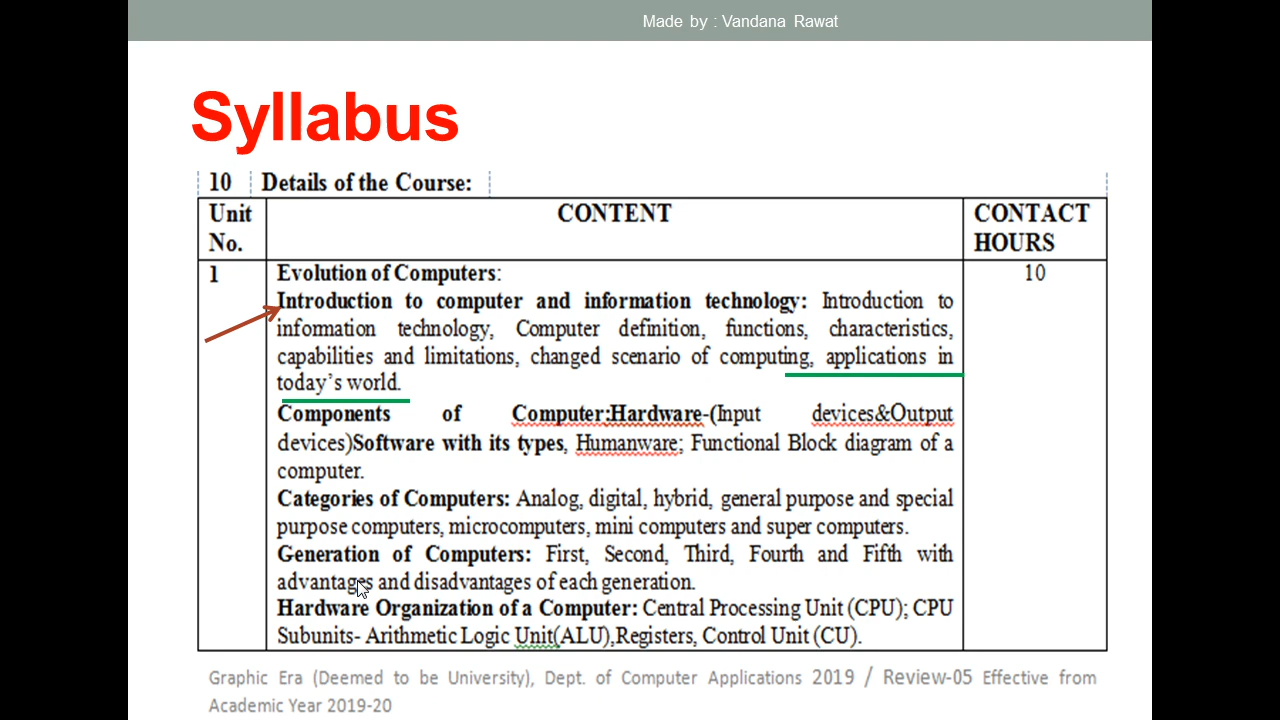 Made by : Vandana Rawat
Syllabus
10 Details of the Course:
Unit No. CONTENT CONTACT HOURS
1 Evolution of Computers: 10
Introduction to computer and information technology: Introduction to
information technology, Computer definition, functions, characteristics,
capabilities and limitations, changed scenario of computing, applications in
today's world.
Components of Computer:Hardware-(Input devices&Output
devices)Software with its types, Humanware; Functional Block diagram of a
computer.
Categories of Computers: Analog, digital, hybrid, general purpose and special
purpose computers, microcomputers, mini computers and super computers.
Generation of Computers: First, Second, Third, Fourth and Fifth with
advantages and disadvantages of each generation.
Hardware Organization of a Computer: Central Processing Unit (CPU); CPU
Subunits- Arithmetic Logic Unit(ALU),Registers, Control Unit (CU).
Graphic Era (Deemed to be University), Dept. of Computer Applications 2019 / Review-05 Effective from
Academic Year 2019-20